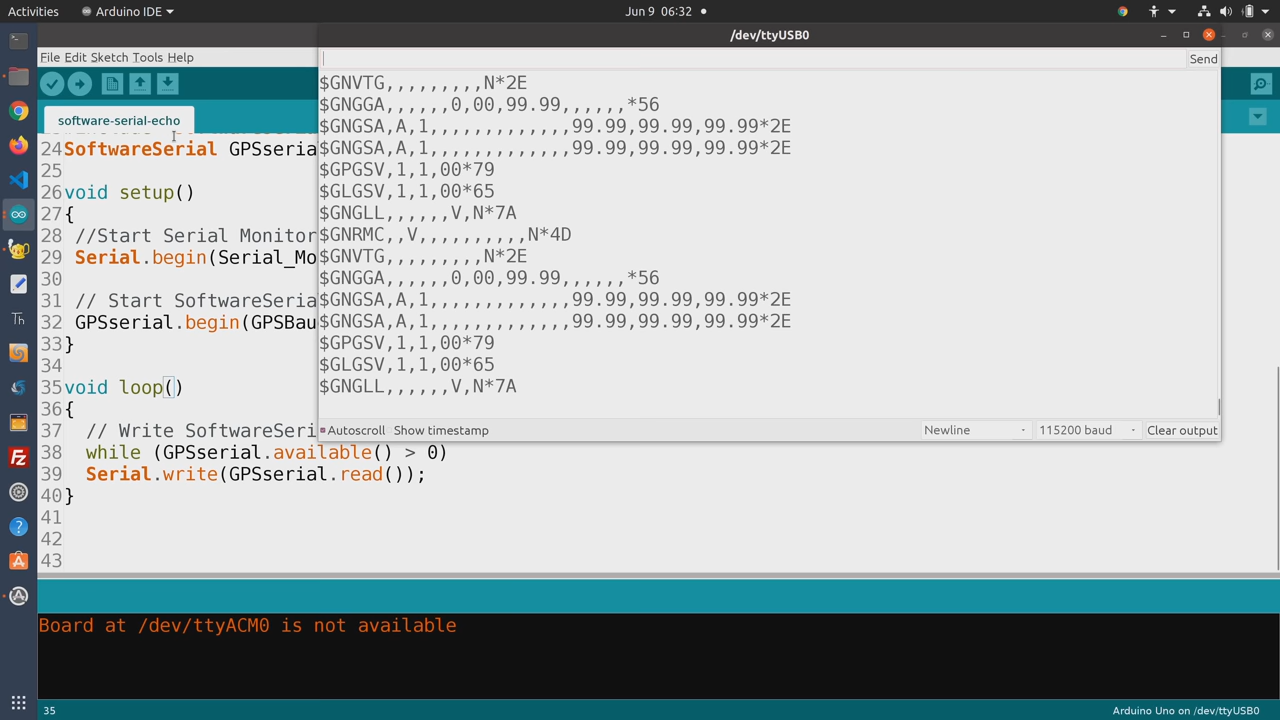 Activities
Arduino IDE
Jun 9 06:32
/dev/ttyUSB0
File Edit Sketch Tools Help
Send
software-serial-echo
24 SoftwareSerial GPSseria
25
26 void setup()
27 {
28 //Start Serial Monitor
29 Serial.begin(Serial_Mo
30
31 // Start SoftwareSeria
32 GPSserial.begin(GPSBau
33 }
34
35 void loop()
36 {
37 // Write SoftwareSeri
38 while (GPSserial.available() > 0)
39 Serial.write(GPSserial.read());
40 }
41
42
43
$GNVTG,,,,,,,,,N*2E
$GNGGA,,,,,,0,00,99.99,,,,,,*56
$GNGSA,A,1,,,,,,,,,,,,,99.99,99.99,99.99*2E
$GNGSA,A,1,,,,,,,,,,,,,99.99,99.99,99.99*2E
$GPGSV,1,1,00*79
$GLGSV,1,1,00*65
$GNGLL,,,,,,V,N*7A
$GNRMC,,V,,,,,,,,,,N*4D
$GNVTG,,,,,,,,,N*2E
$GNGGA,,,,,,0,00,99.99,,,,,,*56
$GNGSA,A,1,,,,,,,,,,,,,99.99,99.99,99.99*2E
$GNGSA,A,1,,,,,,,,,,,,,99.99,99.99,99.99*2E
$GPGSV,1,1,00*79
$GLGSV,1,1,00*65
$GNGLL,,,,,,V,N*7A
Autoscroll Show timestamp
Newline
115200 baud
Clear output
Board at /dev/ttyACM0 is not available
35
Arduino Uno on /dev/ttyUSB0